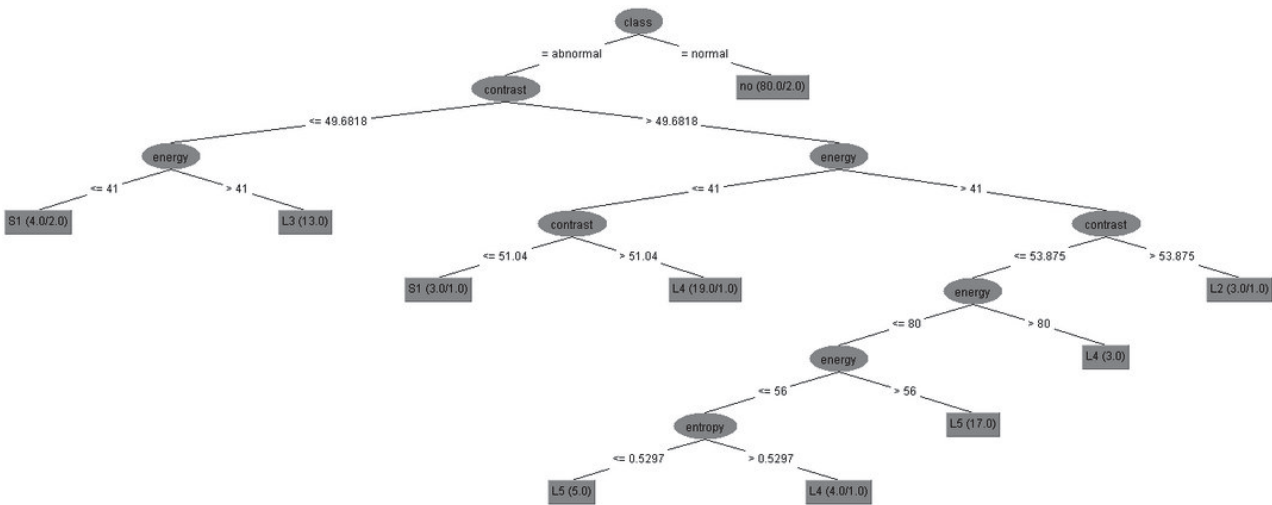 class
= abnormal
= normal
contrast
no (80.0/2.0)
<= 49.6818
> 49.6818
energy
energy
<= 41
> 41
<= 41
> 41
S1 (4.0/2.0)
L3 (13.0)
contrast
contrast
<= 51.04
> 51.04
<= 53.875
> 53.875
S1 (3.0/1.0)
L4 (19.0/1.0)
energy
L2 (3.0/1.0)
<= 80
> 80
energy
L4 (3.0)
<= 56
> 56
entropy
L5 (17.0)
<= 0.5297
> 0.5297
L5 (5.0)
L4 (4.0/1.0)